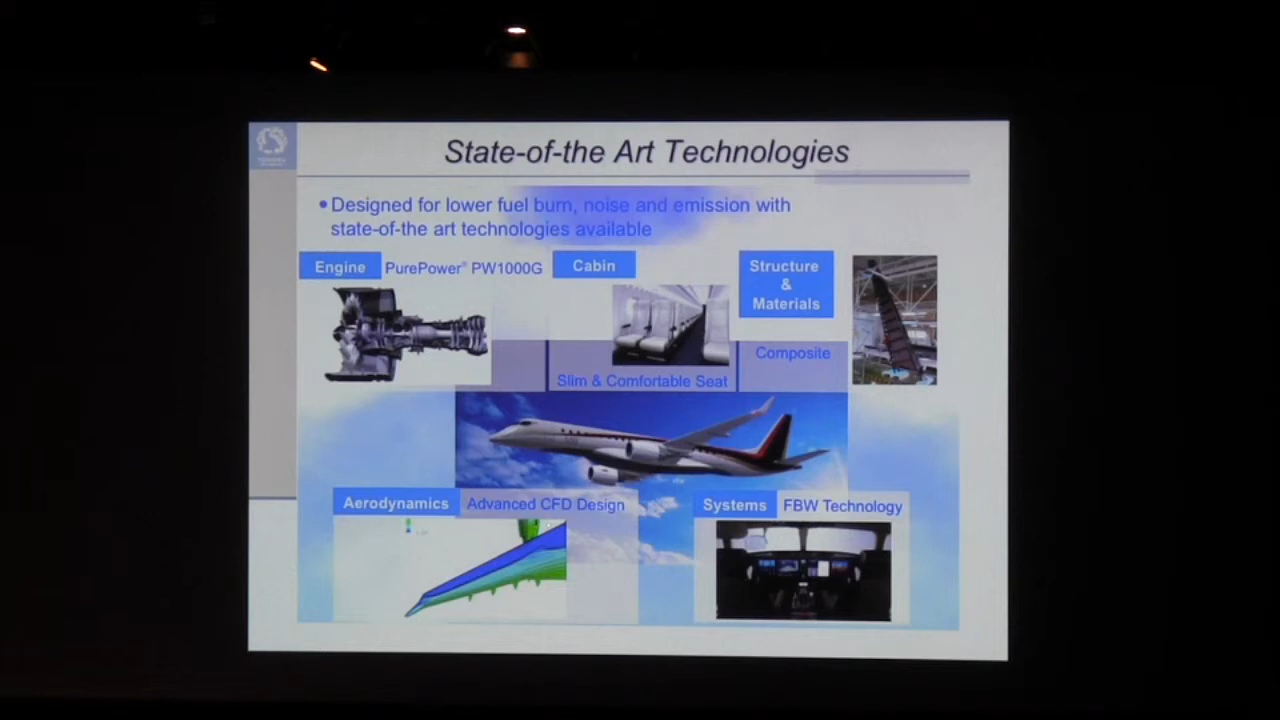 State-of-the Art Technologies
• Designed for lower fuel burn, noise and emission with
state-of-the art technologies available
Engine
PurePower® PW1000G
Cabin
Slim & Comfortable Seat
Structure
&
Materials
Composite
Aerodynamics
Advanced CFD Design
Systems
FBW Technology